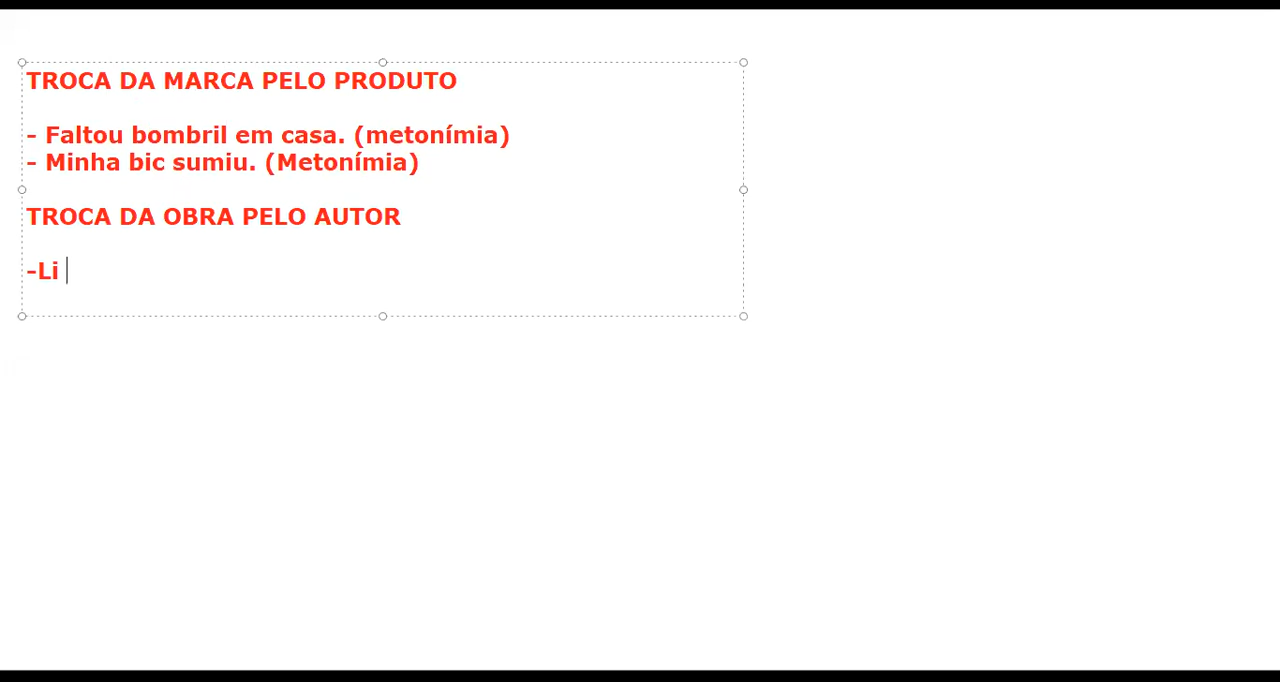 TROCA DA MARCA PELO PRODUTO
- Faltou bombril em casa. (metonímia)
- Minha bic sumiu. (Metonímia)
TROCA DA OBRA PELO AUTOR
-Li